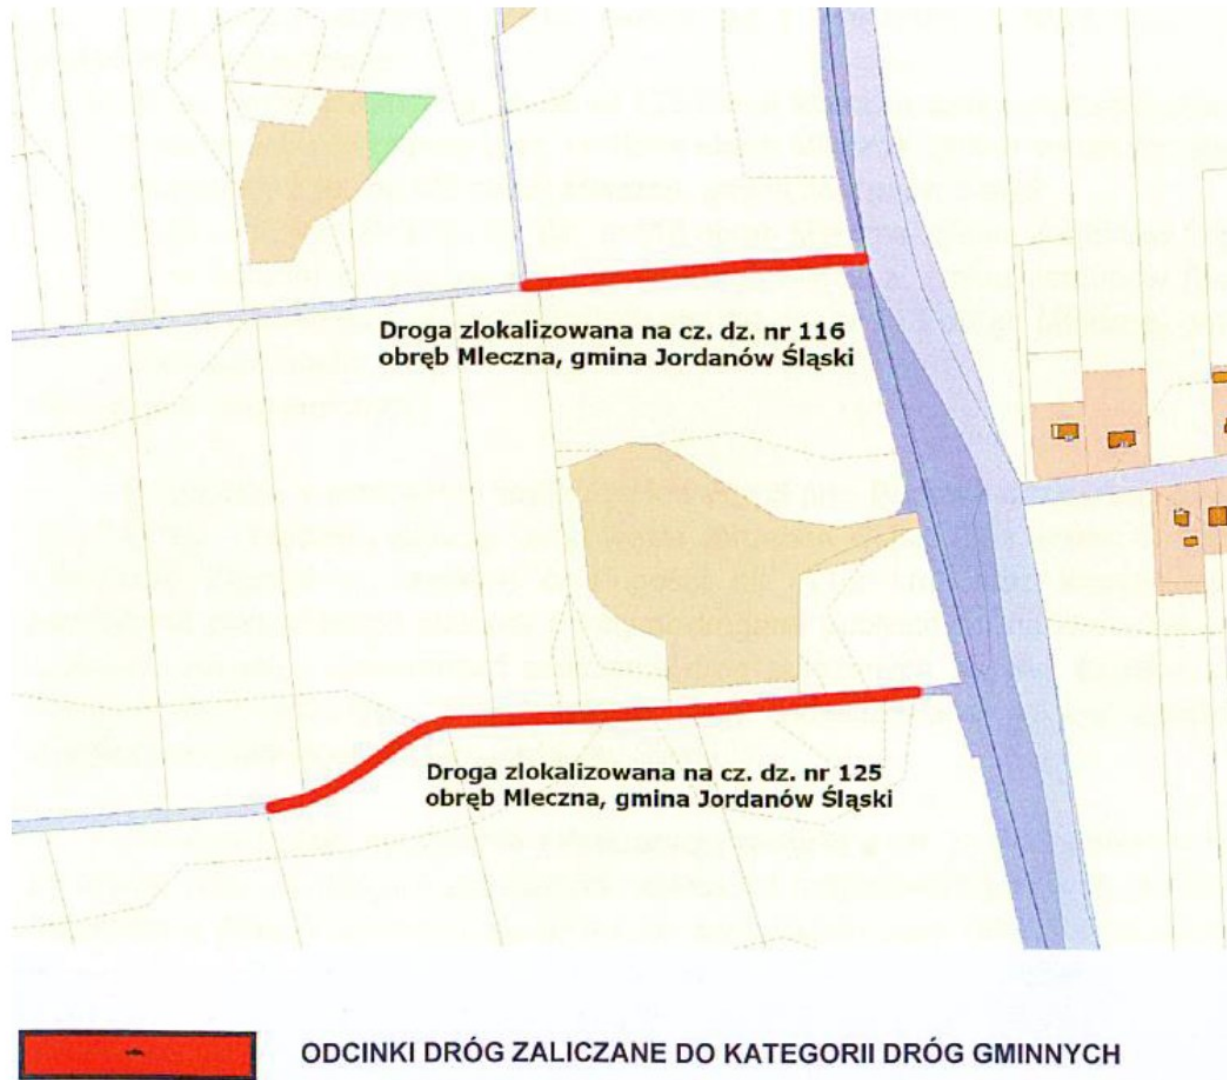 Droga zlokalizowana na cz. dz. nr 116
obręb Mleczna, gmina Jordanów Śląski
Droga zlokalizowana na cz. dz. nr 125
obręb Mleczna, gmina Jordanów Śląski
ODCINKI DRÓG ZALICZANE DO KATEGORII DRÓG GMINNYCH